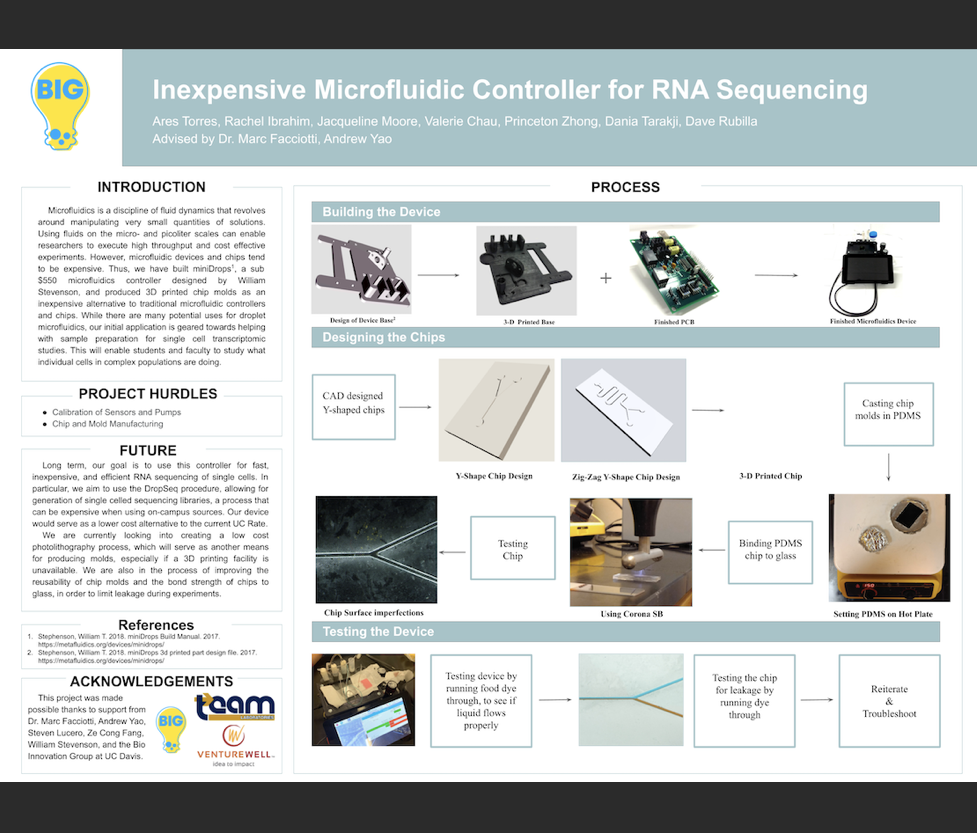 BIG
Inexpensive Microfluidic Controller for RNA Sequencing
Ares Torres, Rachel Ibrahim, Jacqueline Moore, Valerie Chau, Princeton Zhong, Dania Tarakji, Dave Rubilla
Advised by Dr. Marc Facciotti, Andrew Yao
INTRODUCTION
Microfluidics is a discipline of fluid dynamics that revolves
around manipulating very small quantities of solutions.
Using fluids on the micro- and picoliter scales can enable
researchers to execute high throughput and cost effective
experiments. However, microfluidic devices and chips tend
to be expensive. Thus, we have built miniDrops¹, a sub
$550 microfluidics controller designed by William
Stevenson, and produced 3D printed chip molds as an
inexpensive alternative to traditional microfluidic controllers
and chips. While there are many potential uses for droplet
microfluidics, our initial application is geared towards helping
with sample preparation for single cell transcriptomic
studies. This will enable students and faculty to study what
individual cells in complex populations are doing.
PROJECT HURDLES
● Calibration of Sensors and Pumps
● Chip and Mold Manufacturing
FUTURE
Long term, our goal is to use this controller for fast,
inexpensive, and efficient RNA sequencing of single cells. In
particular, we aim to use the DropSeq procedure, allowing for
generation of single celled sequencing libraries, a process that
can be expensive when using on-campus sources. Our device
would serve as a lower cost alternative to the current UC Rate.
We are currently looking into creating a low cost
photolithography process, which will serve as another means
for producing molds, especially if a 3D printing facility is
unavailable. We are also in the process of improving the
reusability of chip molds and the bond strength of chips to
glass, in order to limit leakage during experiments.
References
1. Stephenson, William T. 2018. miniDrops Build Manual. 2017.
https://metafluidics.org/devices/minidrops/
2. Stephenson, William T. 2018. miniDrops 3d printed part design file. 2017.
https://metafluidics.org/devices/minidrops/
ACKNOWLEDGEMENTS
This project was made
possible thanks to support from
Dr. Marc Facciotti, Andrew Yao,
Steven Lucero, Ze Cong Fang,
William Stevenson, and the Bio
Innovation Group at UC Davis.
BIG
team
LABORATORIES
VENTUREWELL
idea to impact
PROCESS
Building the Device
Design of Device Base²
3-D Printed Base
+
Finished PCB
Finished Microfluidics Device
Designing the Chips
CAD designed
Y-shaped chips
Y-Shape Chip Design
Zig-Zag Y-Shape Chip Design
3-D Printed Chip
Casting chip
molds in PDMS
Chip Surface imperfections
Testing
Chip
Using Corona SB
Binding PDMS
chip to glass
Setting PDMS on Hot Plate
Testing the Device
Testing device by
running food dye
through, to see if
liquid flows
properly
Testing the chip
for leakage by
running dye
through
Reiterate
&
Troubleshoot